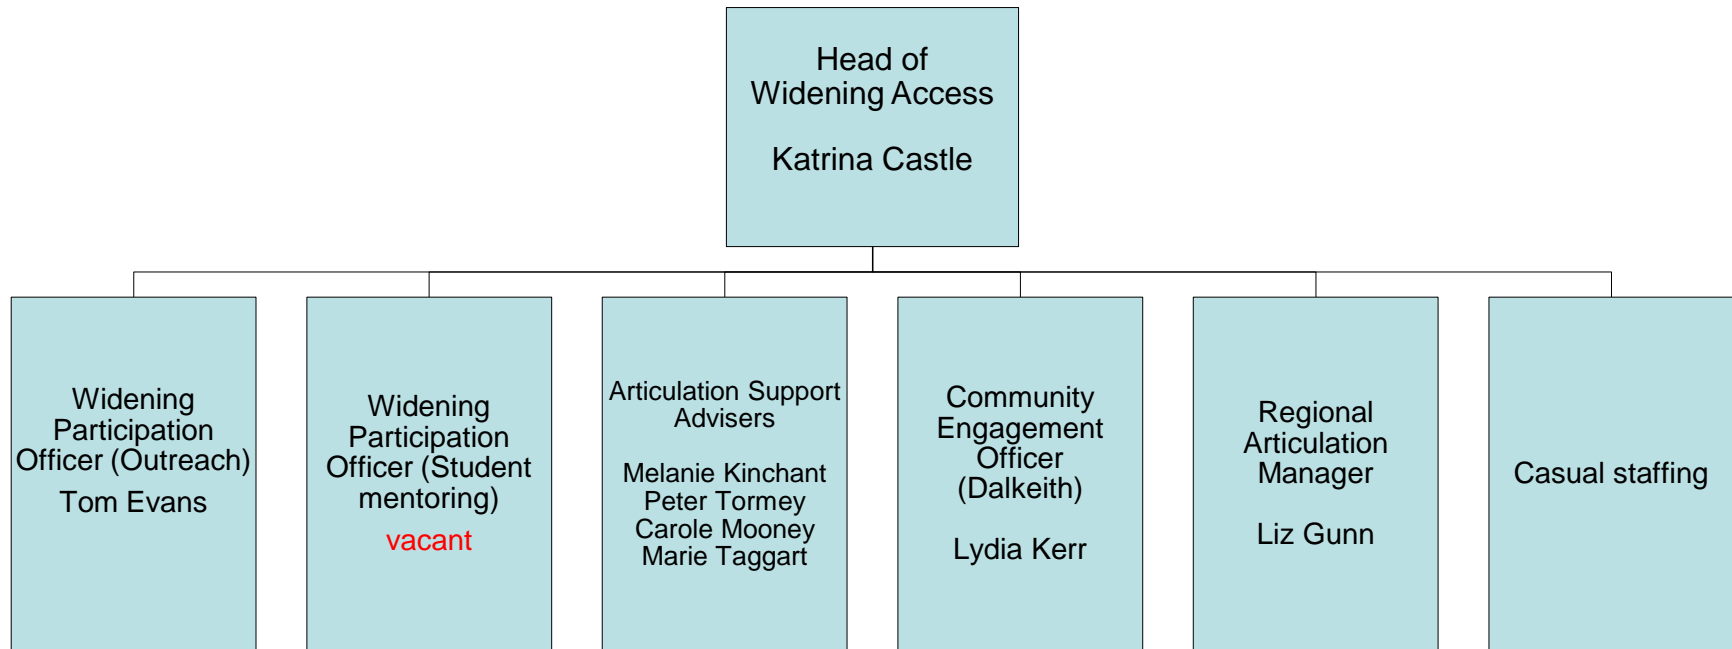 Head of
Widening Access
Katrina Castle
Widening
Participation
Officer (Outreach)
Tom Evans
Widening
Participation
Officer (Student
mentoring)
vacant
Articulation Support
Advisers
Melanie Kinchant
Peter Tormey
Carole Mooney
Marie Taggart
Community
Engagement
Officer
(Dalkeith)
Lydia Kerr
Regional
Articulation
Manager
Liz Gunn
Casual staffing